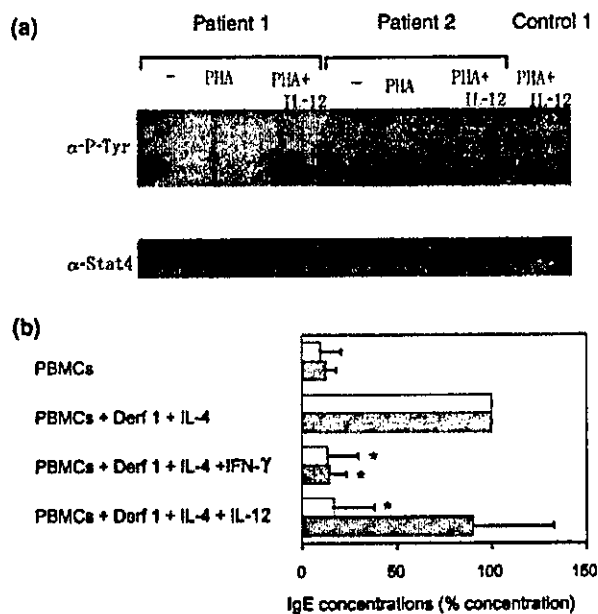 (a)
Patient 1 Patient 2 Control 1
− PHA PHA+ IL-12 − PHA PHA+ IL-12 PHA+ IL-12
α-P-Tyr
α-Stat4
(b)
PBMCs
PBMCs + Derf 1 + IL-4
PBMCs + Derf 1 + IL-4 +IFN-γ
*
*
PBMCs + Derf 1 + IL-4 + IL-12
*
0 50 100 150
IgE concentrations (% concentration)